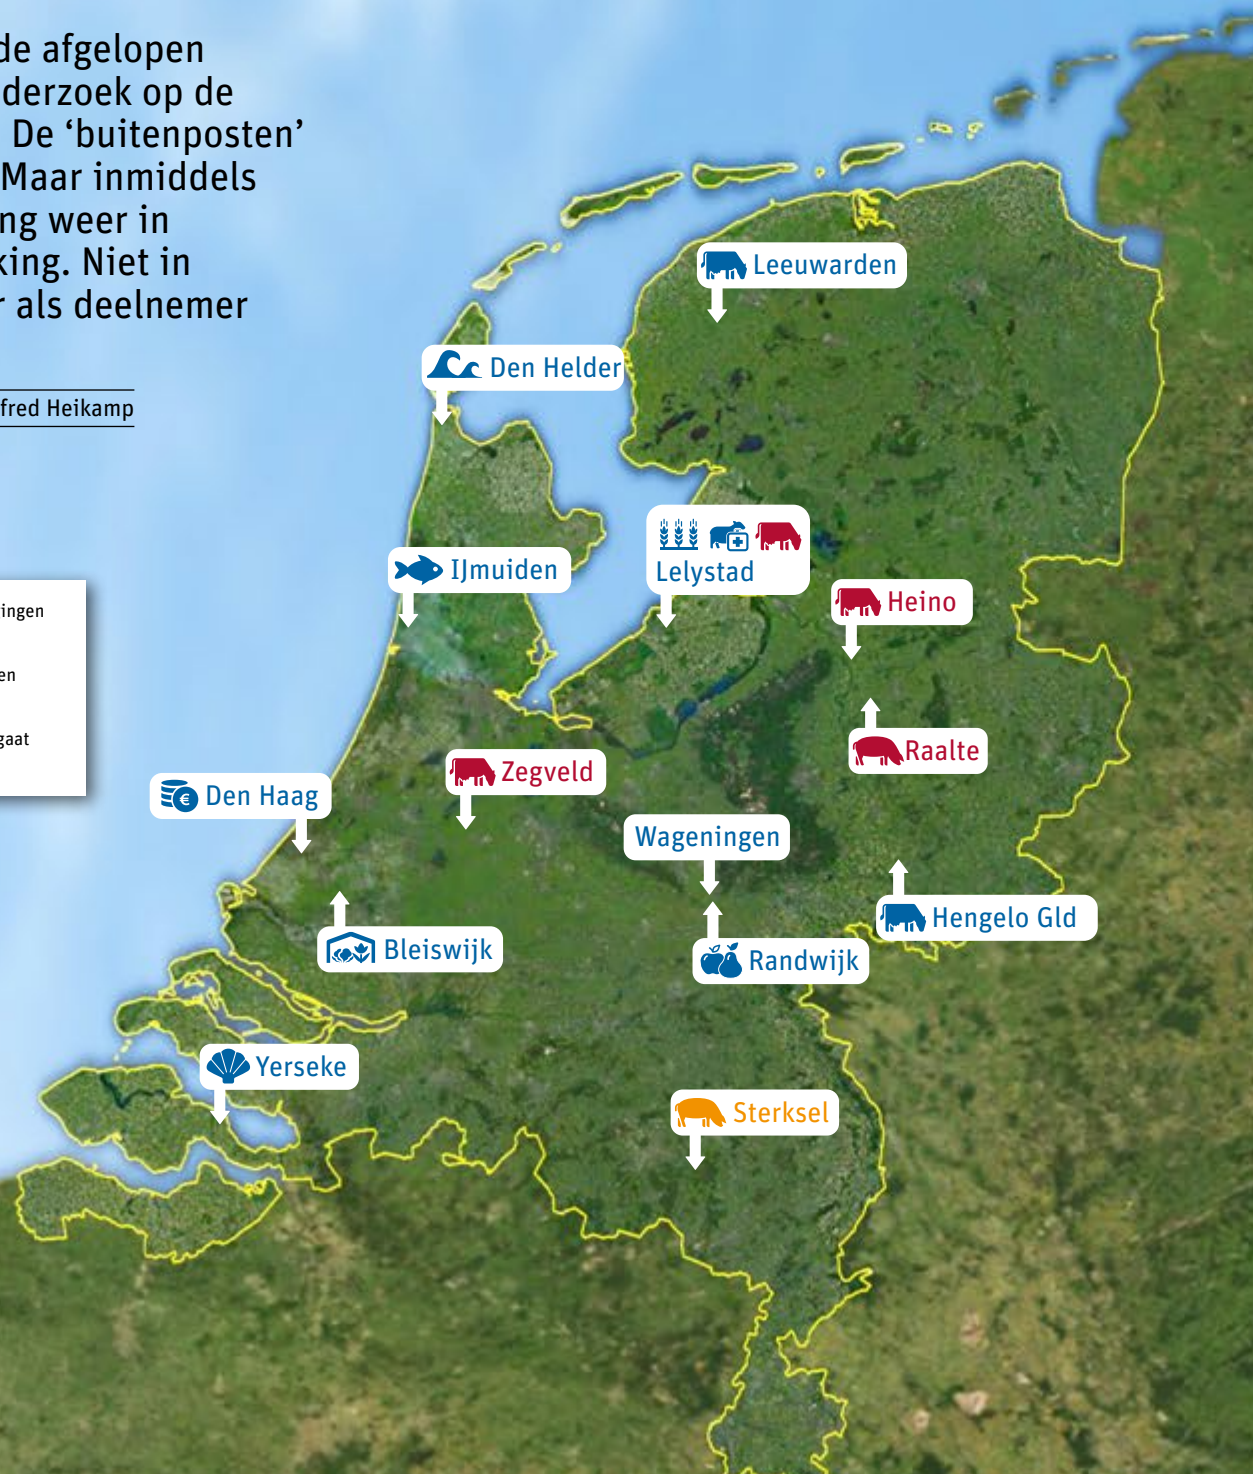 de afgelopen
derzoek op de
De ‘buitenposten’
Maar inmiddels
ng weer in
king. Niet in
r als deelnemer
fred Heikamp
ingen
en
gaat
Leeuwarden
Den Helder
IJmuiden
Lelystad
Heino
Raalte
Zegveld
Den Haag
Wageningen
Hengelo Gld
Bleiswijk
Randwijk
Yerseke
Sterksel